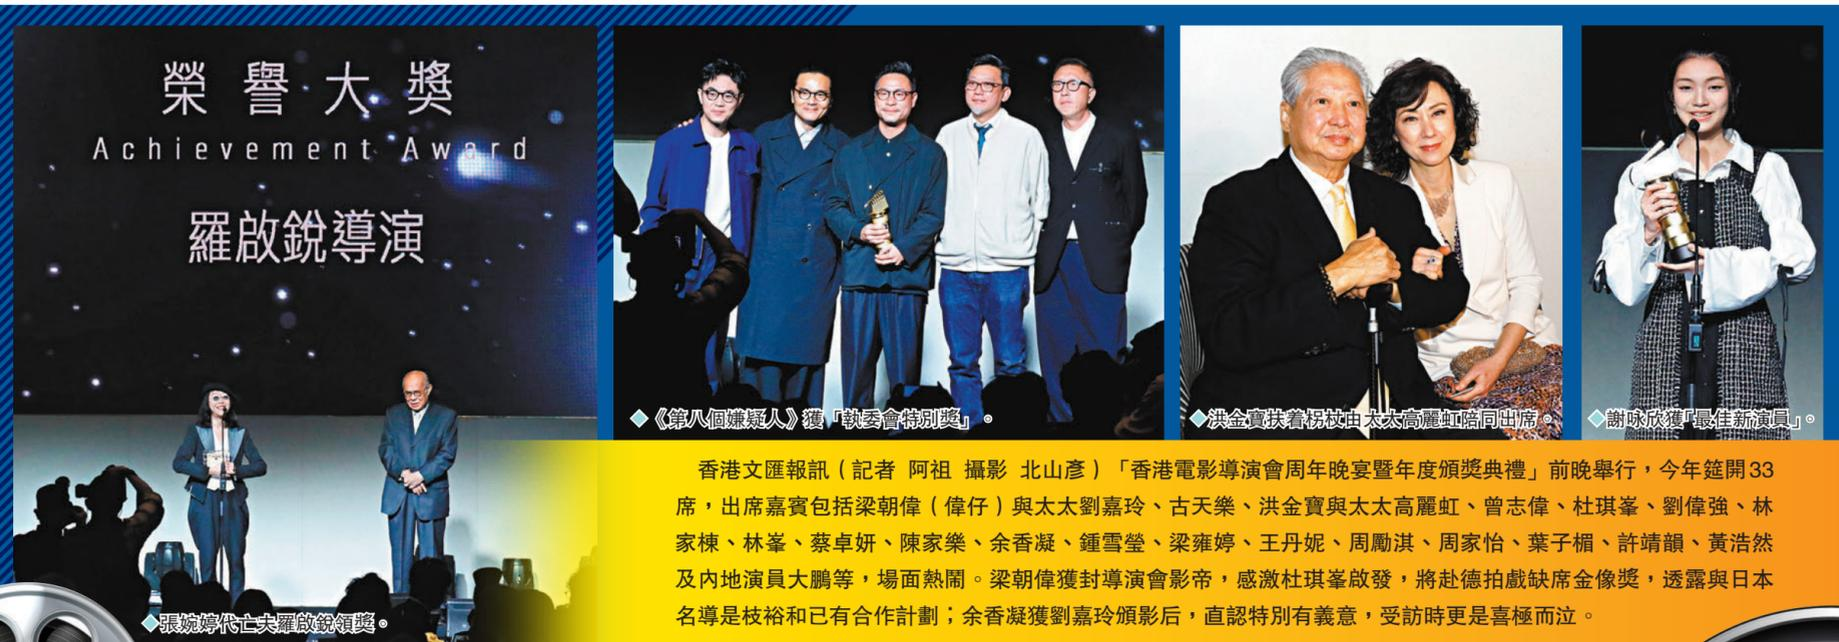 榮譽大獎
Achievement Award
羅啟銳導演
◆張婉婷代亡夫羅啟銳領獎。
◆《第八個嫌疑人》獲「執委會特別獎」。
◆洪金寶扶着枴杖由太太高麗虹陪同出席。
◆謝咏欣獲「最佳新演員」。
香港文匯報訊（記者 阿祖 攝影 北山彥）「香港電影導演會周年晚宴暨年度頒獎典禮」前晚舉行，今年筵開33
席，出席嘉賓包括梁朝偉（偉仔）與太太劉嘉玲、古天樂、洪金寶與太太高麗虹、曾志偉、杜琪峯、劉偉強、林
家棟、林峯、蔡卓妍、陳家樂、余香凝、鍾雪瑩、梁雍婷、王丹妮、周勵淇、周家怡、葉子楣、許靖韻、黃浩然
及內地演員大鵬等，場面熱鬧。梁朝偉獲封導演會影帝，感激杜琪峯啟發，將赴德拍戲缺席金像獎，透露與日本
名導是枝裕和已有合作計劃；余香凝獲劉嘉玲頒影后，直認特別有義意，受訪時更是喜極而泣。